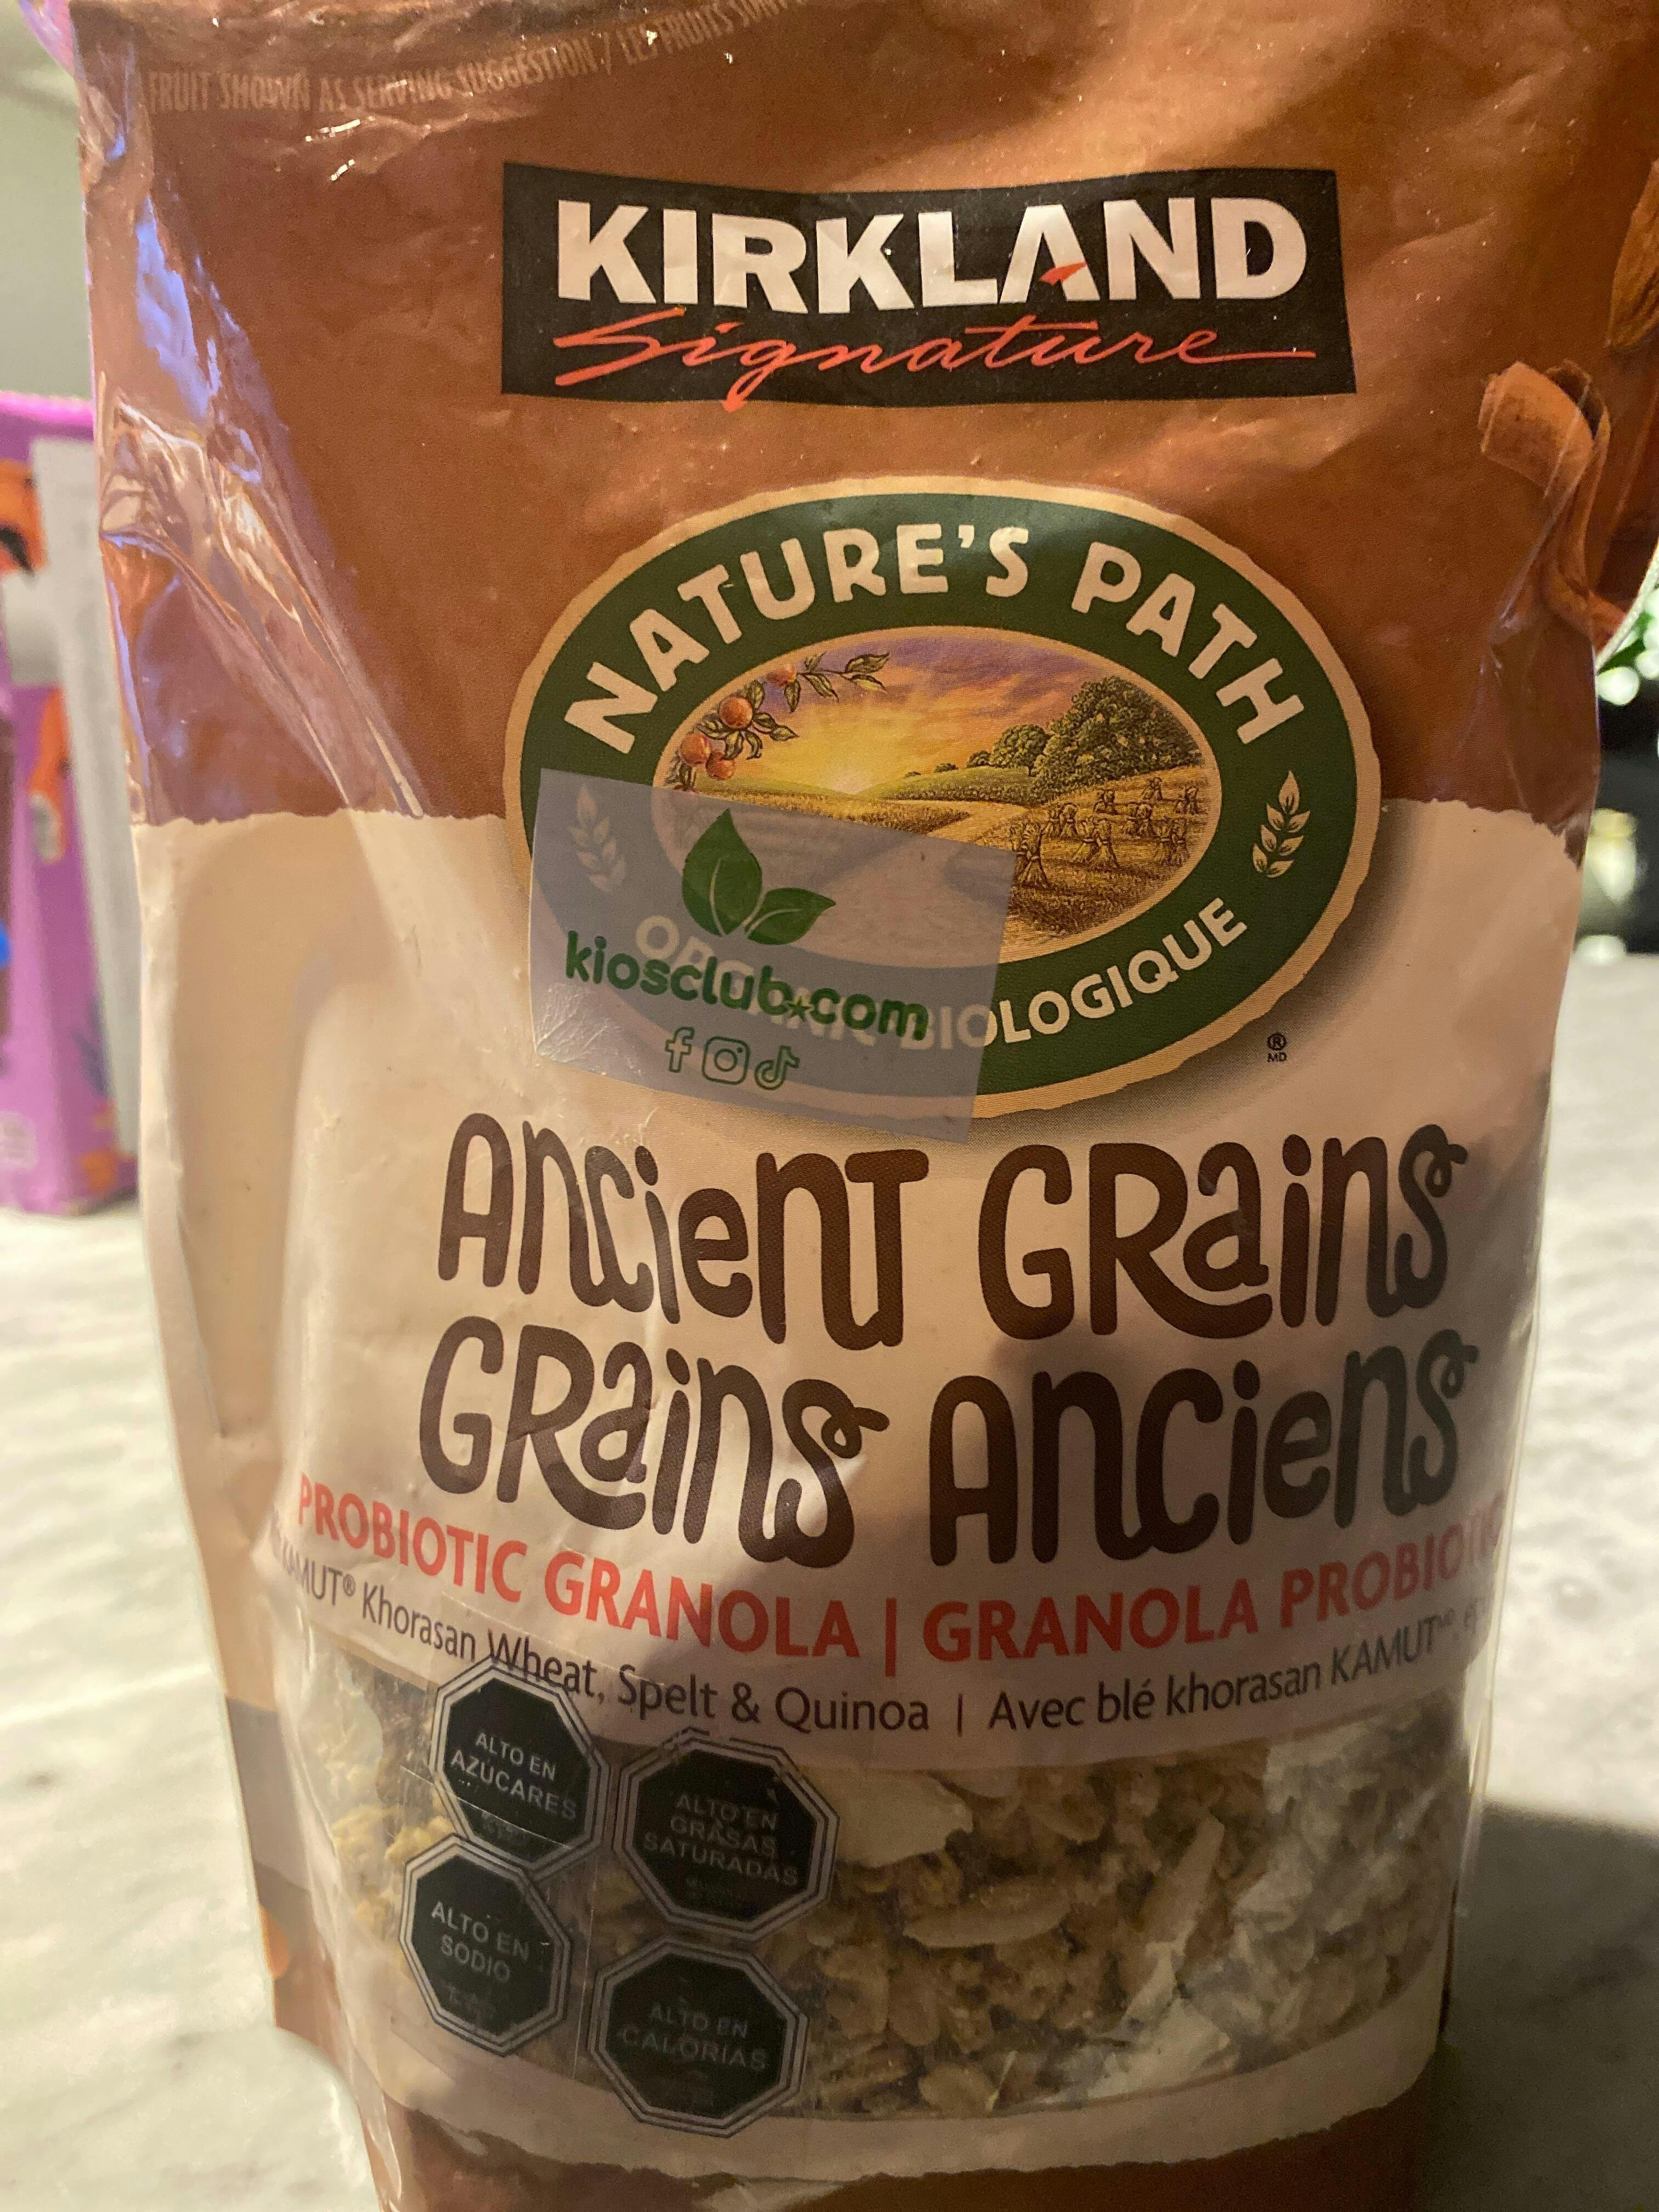 FRUIT SHOWN AS SERVING SUGGESTION / LES FRUITS
KIRKLAND
Signature
NATURE'S PATH
ORGANIC BIOLOGIQUE
kiosclub.com
®
MD
ANCIENT GRAINS
GRAINS ANCIENS
PROBIOTIC GRANOLA | GRANOLA
KAMUT® Khorasan Wheat, Spelt & Quinoa | Avec blé khorasan KAMUT
ALTO EN
AZÚCARES
ALTO EN
GRASAS
SATURADAS
ALTO EN
SODIO
ALTO EN
CALORÍAS